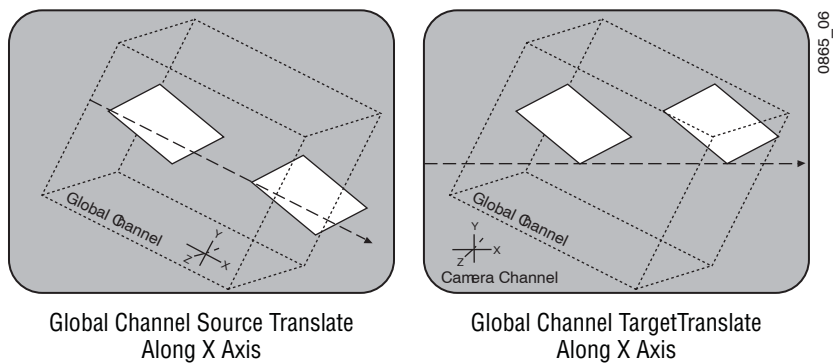 0865_06
Global Channel
Y
Z X
Global Channel Source Translate
Along X Axis
Global Channel
Y
X
Z
Camera Channel
Global Channel TargetTranslate
Along X Axis